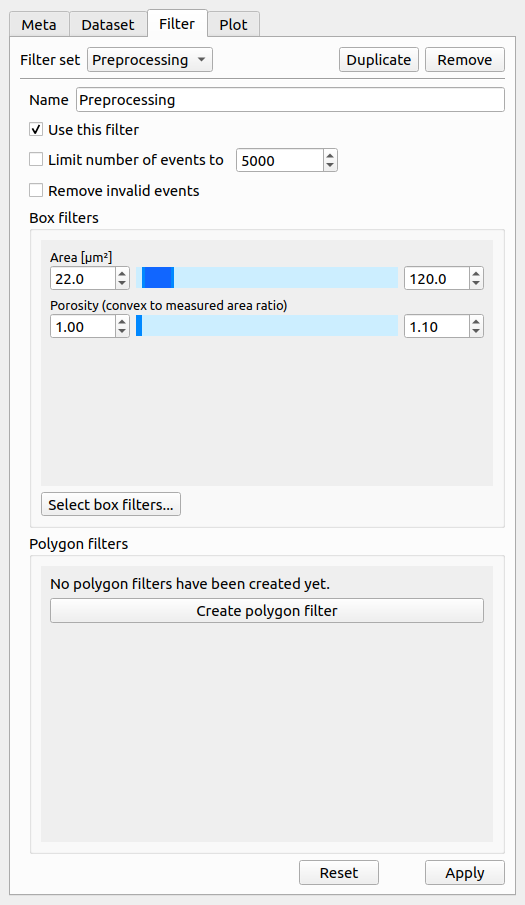 Meta Dataset Filter Plot
Filter set Preprocessing Duplicate Remove
Name Preprocessing
Use this filter
Limit number of events to 5000
Remove invalid events
Box filters
Area [µm²]
22.0 120.0
Porosity (convex to measured area ratio)
1.00 1.10
Select box filters...
Polygon filters
No polygon filters have been created yet.
Create polygon filter
Reset Apply